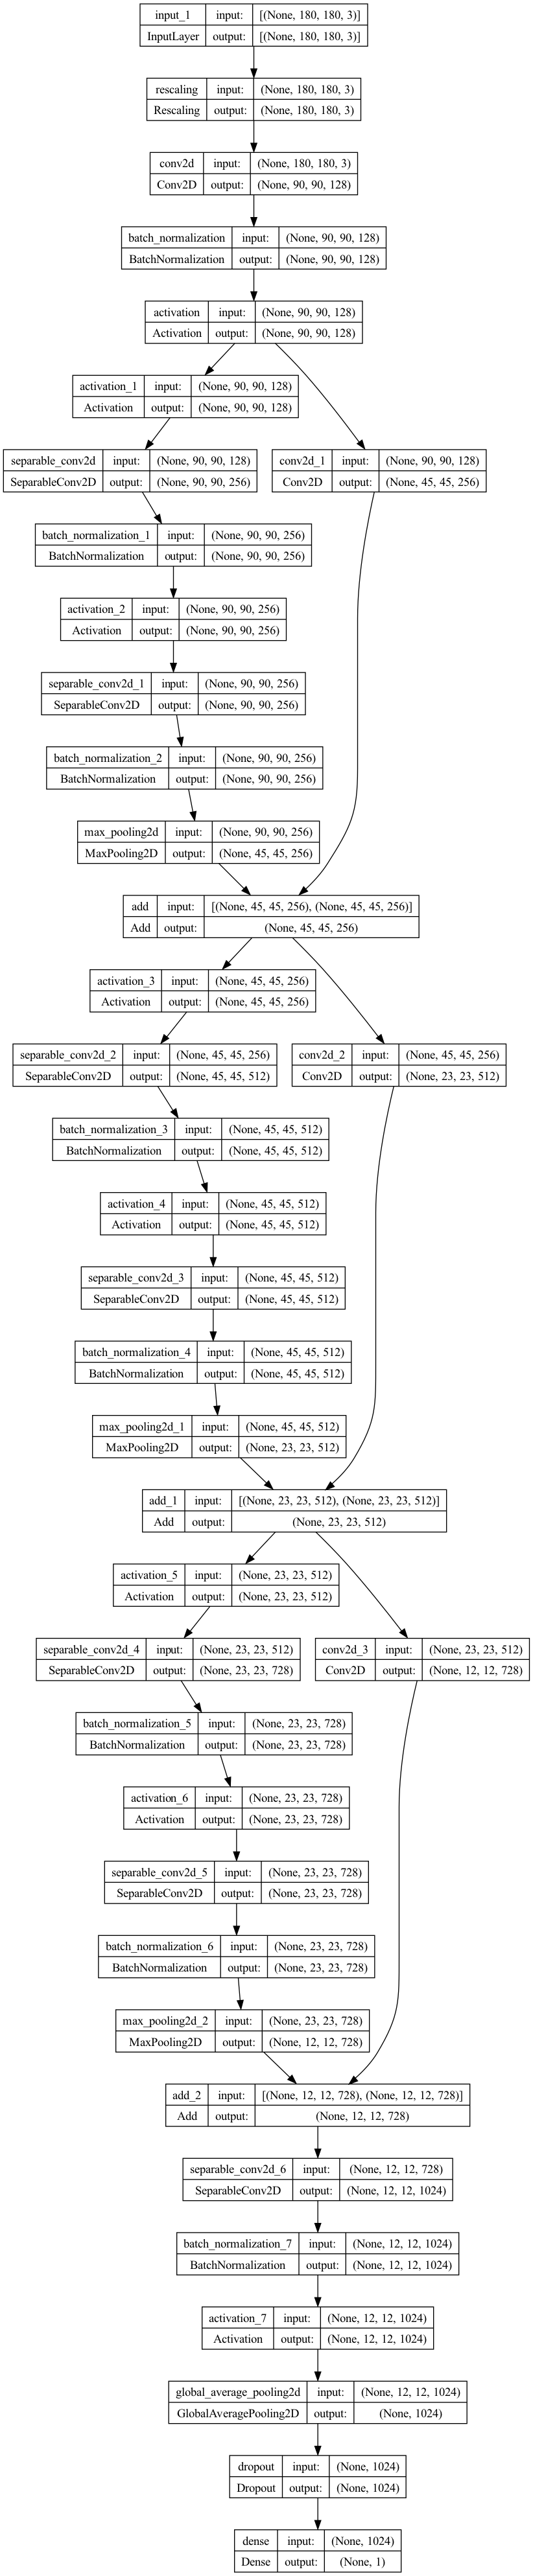 input_1 input: [(None, 180, 180, 3)]
InputLayer output: [(None, 180, 180, 3)]
rescaling input: (None, 180, 180, 3)
Rescaling output: (None, 180, 180, 3)
conv2d input: (None, 180, 180, 3)
Conv2D output: (None, 90, 90, 128)
batch_normalization input: (None, 90, 90, 128)
BatchNormalization output: (None, 90, 90, 128)
activation input: (None, 90, 90, 128)
Activation output: (None, 90, 90, 128)
activation_1 input: (None, 90, 90, 128)
Activation output: (None, 90, 90, 128)
separable_conv2d input: (None, 90, 90, 128)
SeparableConv2D output: (None, 90, 90, 256)
conv2d_1 input: (None, 90, 90, 128)
Conv2D output: (None, 45, 45, 256)
batch_normalization_1 input: (None, 90, 90, 256)
BatchNormalization output: (None, 90, 90, 256)
activation_2 input: (None, 90, 90, 256)
Activation output: (None, 90, 90, 256)
separable_conv2d_1 input: (None, 90, 90, 256)
SeparableConv2D output: (None, 90, 90, 256)
batch_normalization_2 input: (None, 90, 90, 256)
BatchNormalization output: (None, 90, 90, 256)
max_pooling2d input: (None, 90, 90, 256)
MaxPooling2D output: (None, 45, 45, 256)
add input: [(None, 45, 45, 256), (None, 45, 45, 256)]
Add output: (None, 45, 45, 256)
activation_3 input: (None, 45, 45, 256)
Activation output: (None, 45, 45, 256)
separable_conv2d_2 input: (None, 45, 45, 256)
SeparableConv2D output: (None, 45, 45, 512)
conv2d_2 input: (None, 45, 45, 256)
Conv2D output: (None, 23, 23, 512)
batch_normalization_3 input: (None, 45, 45, 512)
BatchNormalization output: (None, 45, 45, 512)
activation_4 input: (None, 45, 45, 512)
Activation output: (None, 45, 45, 512)
separable_conv2d_3 input: (None, 45, 45, 512)
SeparableConv2D output: (None, 45, 45, 512)
batch_normalization_4 input: (None, 45, 45, 512)
BatchNormalization output: (None, 45, 45, 512)
max_pooling2d_1 input: (None, 45, 45, 512)
MaxPooling2D output: (None, 23, 23, 512)
add_1 input: [(None, 23, 23, 512), (None, 23, 23, 512)]
Add output: (None, 23, 23, 512)
activation_5 input: (None, 23, 23, 512)
Activation output: (None, 23, 23, 512)
separable_conv2d_4 input: (None, 23, 23, 512)
SeparableConv2D output: (None, 23, 23, 728)
conv2d_3 input: (None, 23, 23, 512)
Conv2D output: (None, 12, 12, 728)
batch_normalization_5 input: (None, 23, 23, 728)
BatchNormalization output: (None, 23, 23, 728)
activation_6 input: (None, 23, 23, 728)
Activation output: (None, 23, 23, 728)
separable_conv2d_5 input: (None, 23, 23, 728)
SeparableConv2D output: (None, 23, 23, 728)
batch_normalization_6 input: (None, 23, 23, 728)
BatchNormalization output: (None, 23, 23, 728)
max_pooling2d_2 input: (None, 23, 23, 728)
MaxPooling2D output: (None, 12, 12, 728)
add_2 input: [(None, 12, 12, 728), (None, 12, 12, 728)]
Add output: (None, 12, 12, 728)
separable_conv2d_6 input: (None, 12, 12, 728)
SeparableConv2D output: (None, 12, 12, 1024)
batch_normalization_7 input: (None, 12, 12, 1024)
BatchNormalization output: (None, 12, 12, 1024)
activation_7 input: (None, 12, 12, 1024)
Activation output: (None, 12, 12, 1024)
global_average_pooling2d input: (None, 12, 12, 1024)
GlobalAveragePooling2D output: (None, 1024)
dropout input: (None, 1024)
Dropout output: (None, 1024)
dense input: (None, 1024)
Dense output: (None, 1)